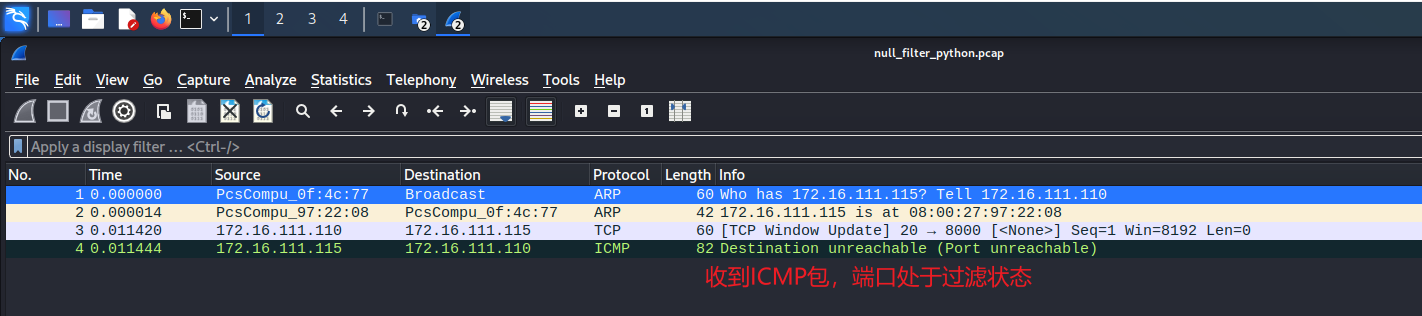 1 2 3 4 2 2
null_filter_python.pcap
File Edit View Go Capture Analyze Statistics Telephony Wireless Tools Help
Apply a display filter … <Ctrl-/>
No. Time Source Destination Protocol Length Info
1 0.000000 PcsCompu_0f:4c:77 Broadcast ARP 60 Who has 172.16.111.115? Tell 172.16.111.110
2 0.000014 PcsCompu_97:22:08 PcsCompu_0f:4c:77 ARP 42 172.16.111.115 is at 08:00:27:97:22:08
3 0.011420 172.16.111.110 172.16.111.115 TCP 60 [TCP Window Update] 20 → 8000 [<None>] Seq=1 Win=8192 Len=0
4 0.011444 172.16.111.115 172.16.111.110 ICMP 82 Destination unreachable (Port unreachable)
收到ICMP包，端口处于过滤状态